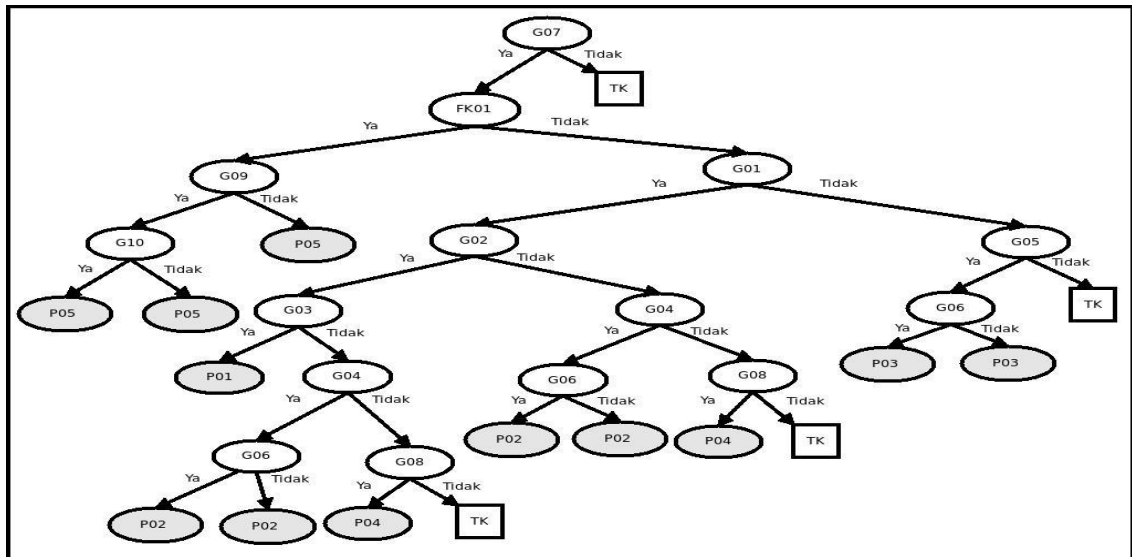 G07
Ya Tidak
TK
FK01
Ya Tidak
G09 G01
Ya Tidak Ya Tidak
G10 P05 G02 G05
Ya Tidak Ya Tidak Ya Tidak
P05 P05 G03 G04 G06 TK
Ya Tidak Ya Tidak Ya Tidak
P01 G04 G06 G08 P03 P03
Ya Tidak Ya Tidak Ya Tidak
P02 P02 P04 TK
G06 G08
Ya Tidak Ya Tidak
P02 P02 P04 TK